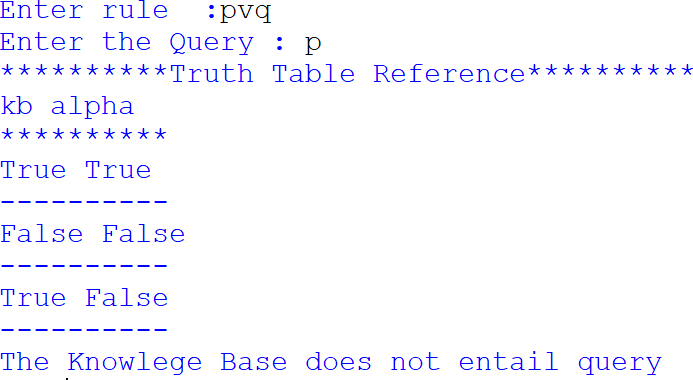 Enter rule  :pvq
Enter the Query : p
**********Truth Table Reference**********
kb alpha
**********
True True
----------
False False
----------
True False
----------
The Knowlege Base does not entail query